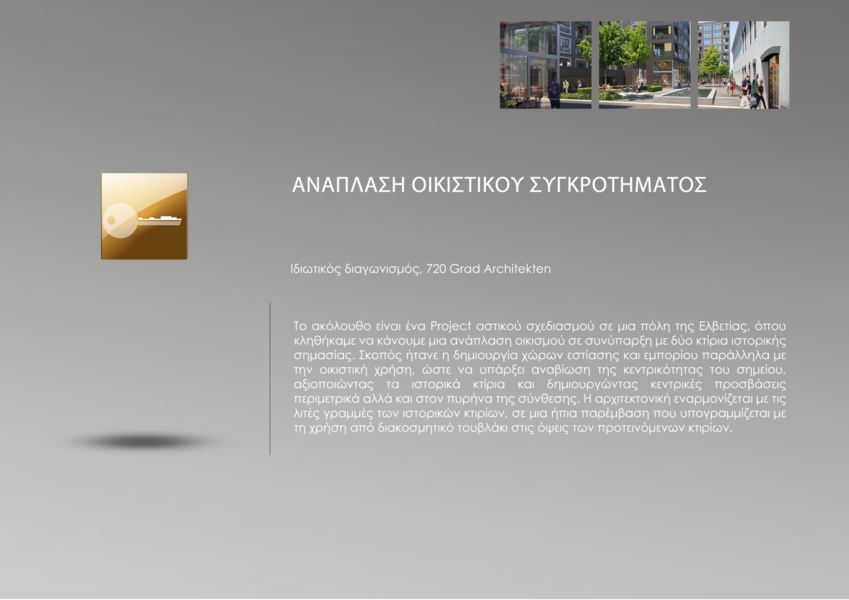 ΑΝΑΠΛΑΣΗ ΟΙΚΙΣΤΙΚΟΥ ΣΥΓΚΡΟΤΗΜΑΤΟΣ
Ιδιωτικός διαγωνισμός, 720 Grad Architekten
Το ακόλουθο είναι ένα Project αστικού σχεδιασμού σε μια πόλη της Ελβετίας, όπου
κληθήκαμε να κάνουμε μια ανάπλαση οικισμού σε συνύπαρξη με δύο κτίρια ιστορικής
σημασίας. Σκοπός ήτανε η δημιουργία χώρων εστίασης και εμπορίου παράλληλα με
την οικιστική χρήση, ώστε να υπάρξει αναβίωση της κεντρικότητας του σημείου,
αξιοποιώντας τα ιστορικά κτίρια και δημιουργώντας κεντρικές προσβάσεις
περιμετρικά αλλά και στον πυρήνα της σύνθεσης. Η αρχιτεκτονική εναρμονίζεται με τις
λιτές γραμμές των ιστορικών κτιρίων, σε μια ήπια παρέμβαση που υπογραμμίζεται με
τη χρήση από διακοσμητικό τουβλάκι στις όψεις των προτεινόμενων κτιρίων.